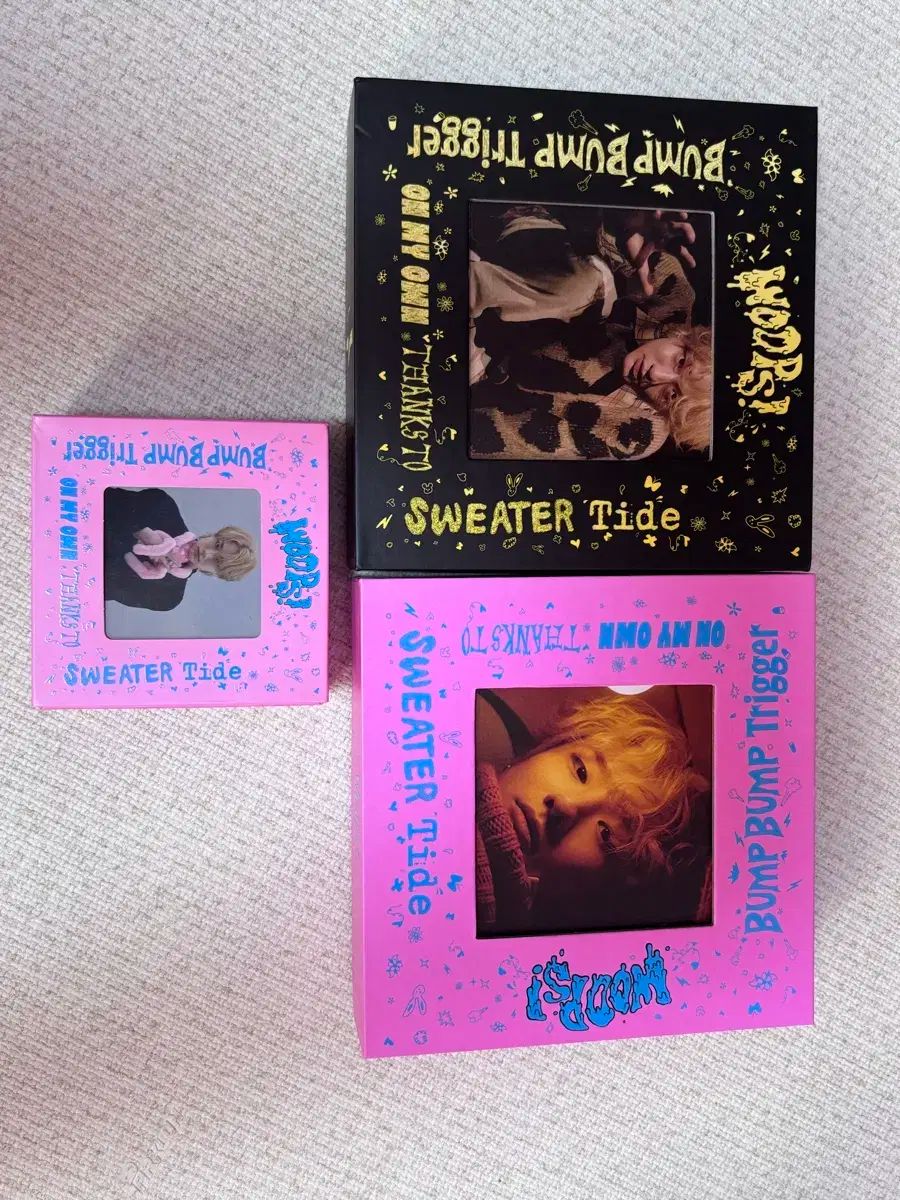 BUMP BUMP Trigger
ON MY OWN
THANKS TO
WOOPS!
SWEATER Tide
BUMP BUMP Trigger
ON MY OWN
THANKS TO
WOOPS!
SWEATER Tide
THANKS TO
ON MY OWN
SWEATER Tide
BUMP BUMP Trigger
WOOPS!